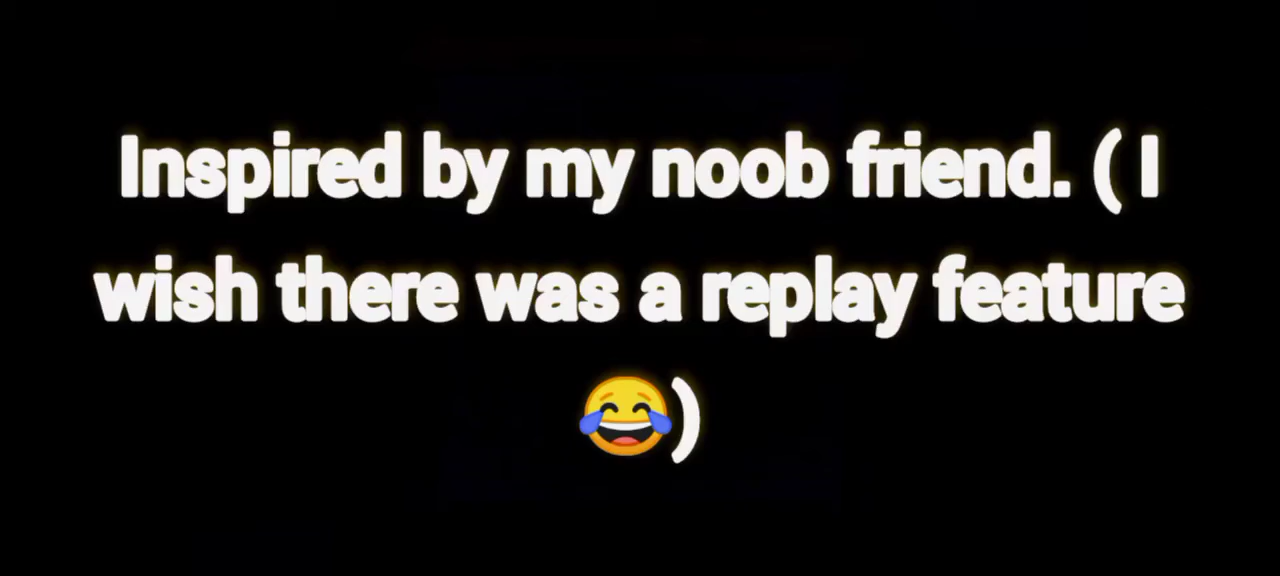 Inspired by my noob friend. ( I
wish there was a replay feature
😂)